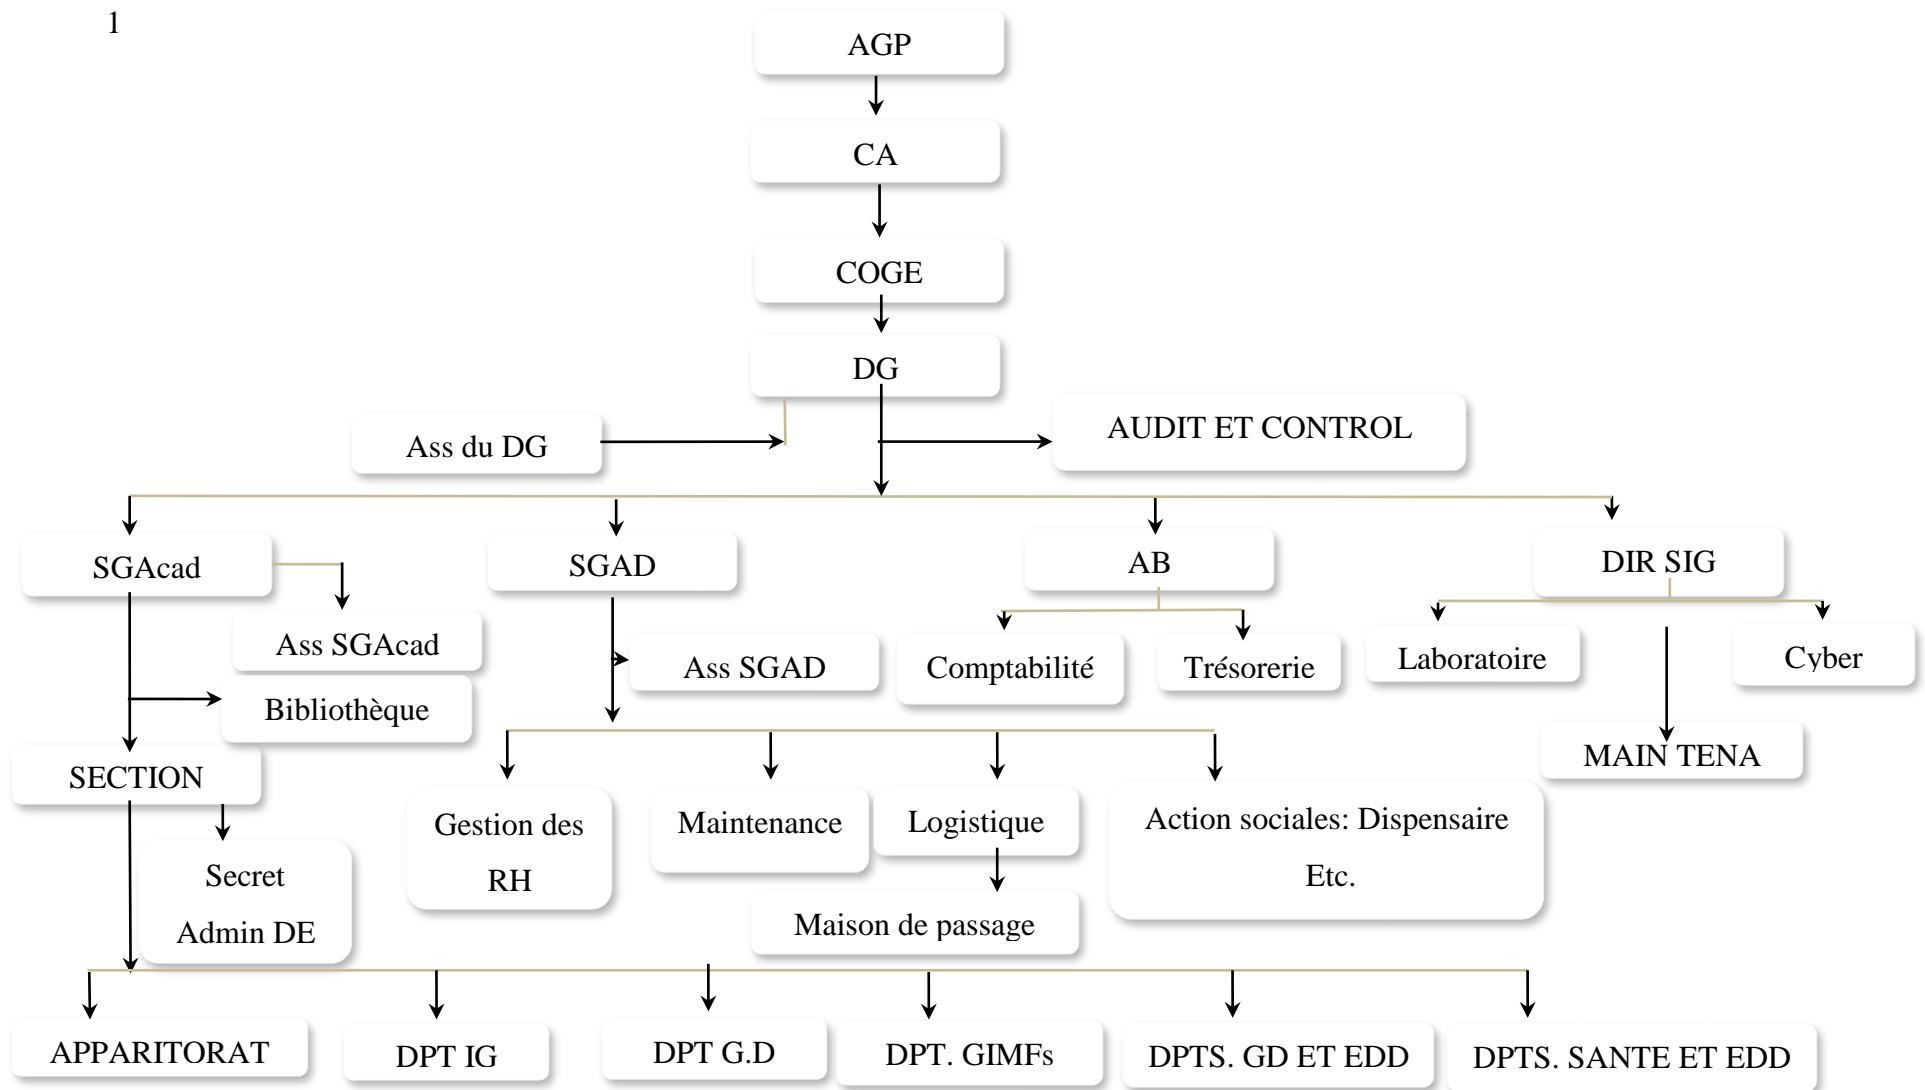 1
AGP
CA
COGE
DG
Ass du DG
AUDIT ET CONTROL
SGAcad
SGAD
AB
DIR SIG
Ass SGAcad
Ass SGAD
Comptabilité
Trésorerie
Laboratoire
Cyber
Bibliothèque
SECTION
MAIN TENA
Gestion des
RH
Maintenance
Logistique
Action sociales: Dispensaire
Etc.
Secret
Admin DE
Maison de passage
APPARITORAT
DPT IG
DPT G.D
DPT. GIMFs
DPTS. GD ET EDD
DPTS. SANTE ET EDD